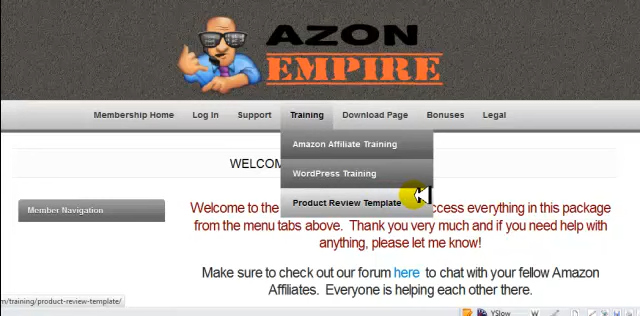 AZON
EMPIRE
Membership Home Log In Support Training Download Page Bonuses Legal
Amazon Affiliate Training
WELCOM
WordPress Training
Product Review Template
Member Navigation
Welcome to the ccess everything in this package
from the menu tabs above. Thank you very much and if you need help with
anything, please let me know!
Make sure to check out our forum here to chat with your fellow Amazon
Affiliates. Everyone is helping each other there.
m/training/product-review-template/
YSlow W